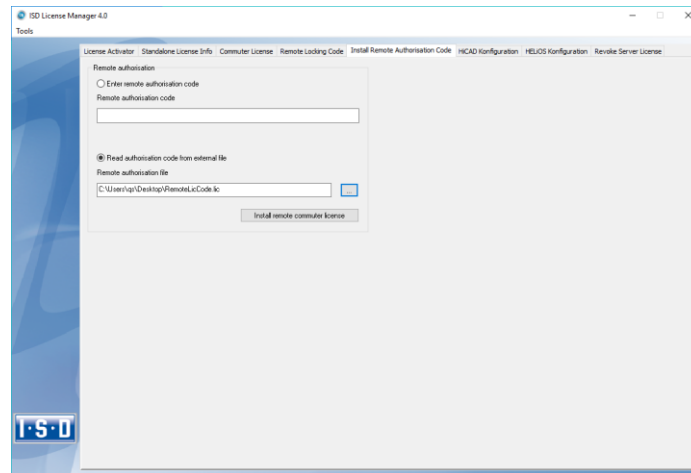 ISD License Manager 4.0
Tools
License Activator Standalone License Info Commuter License Remote Locking Code Install Remote Authorisation Code HiCAD Konfiguration HELiOS Konfiguration Revoke Server License
Remote authorisation
Enter remote authorisation code
Remote authorisation code
Read authorisation code from external file
Remote authorisation file
C:\Users\qs\Desktop\RemoteLicCode.lic ...
Install remote commuter license
I·S·D